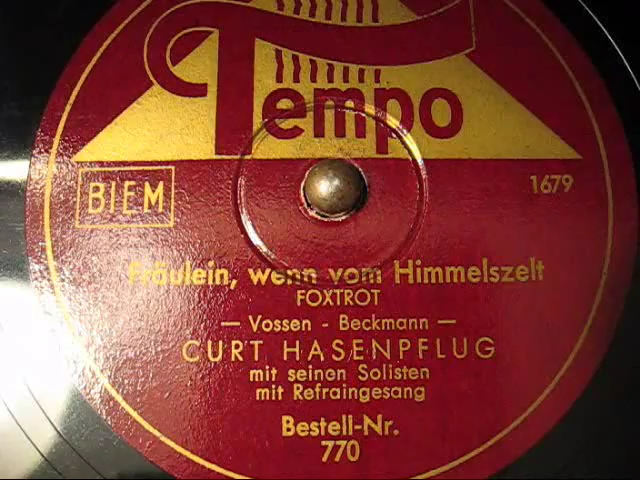 Tempo
BIEM
1679
Fräulein, wenn vom Himmelszelt
FOXTROT
— Vossen - Beckmann —
CURT HASENPFLUG
mit seinen Solisten
mit Refraingesang
Bestell-Nr.
770